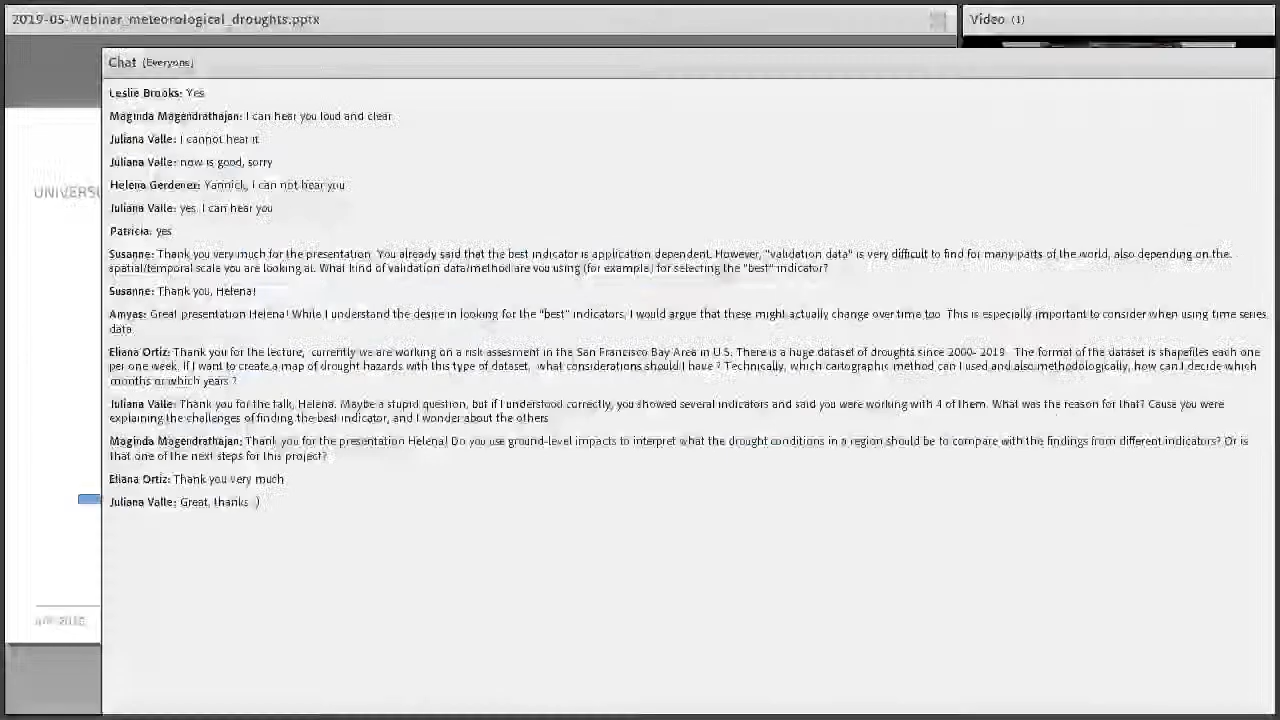 2019-05-Webinar_meteorological_droughts.pptx
Video (1)
Chat (Everyone)
Leslie Brooks: Yes
Maginda Magendrathajan: I can hear you loud and clear
Juliana Valle: I cannot hear it
Juliana Valle: now is good, sorry
Helena Gerdener: Yannick, I can not hear you
Juliana Valle: yes. I can hear you
Patricia: yes
Susanne: Thank you very much for the presentation. You already said that the best indicator is application dependent. However, "validation data" is very difficult to find for many parts of the world, also depending on the.
spatial/temporal scale you are looking at. What kind of validation data/method are you using (for example) for selecting the "best" indicator?
Susanne: Thank you, Helena!
Amyas: Great presentation Helena! While I understand the desire in looking for the "best" indicators, I would argue that these might actually change over time too. This is especially important to consider when using time series
data.
Eliana Ortiz: Thank you for the lecture, currently we are working on a risk assesment in the San Francisco Bay Area in U.S. There is a huge dataset of droughts since 2000- 2019. The format of the dataset is shapefiles each one
per one week. If I want to create a map of drought hazards with this type of dataset, what considerations should I have ? Technically, which cartographic method can I used and also methodologically, how can I decide which
months or which years ?
Juliana Valle: Thank you for the talk, Helena. Maybe a stupid question, but if I understood correctly, you showed several indicators and said you were working with 4 of them. What was the reason for that? Cause you were
explaining the challenges of finding the best indicator, and I wonder about the others
Maginda Magendrathajan: Thank you for the presentation Helena! Do you use ground-level impacts to interpret what the drought conditions in a region should be to compare with the findings from different indicators? Or is
that one of the next steps for this project?
Eliana Ortiz: Thank you very much
Juliana Valle: Great, thanks :)
UNIVERSI